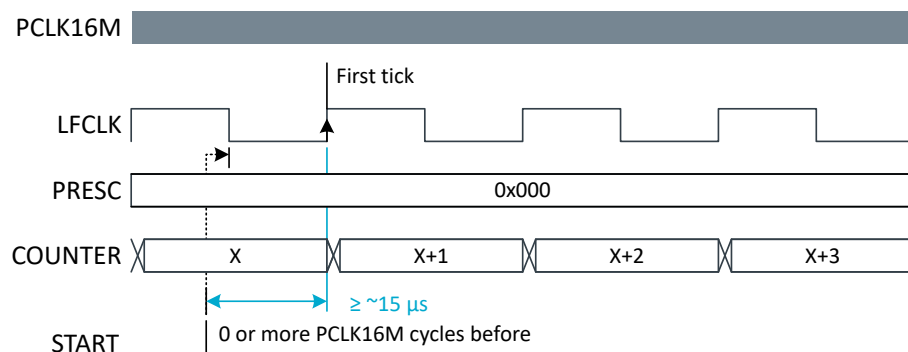 PCLK16M
First tick
LFCLK
PRESC 0x000
COUNTER X X+1 X+2 X+3
≥ ~15 µs
START 0 or more PCLK16M cycles before